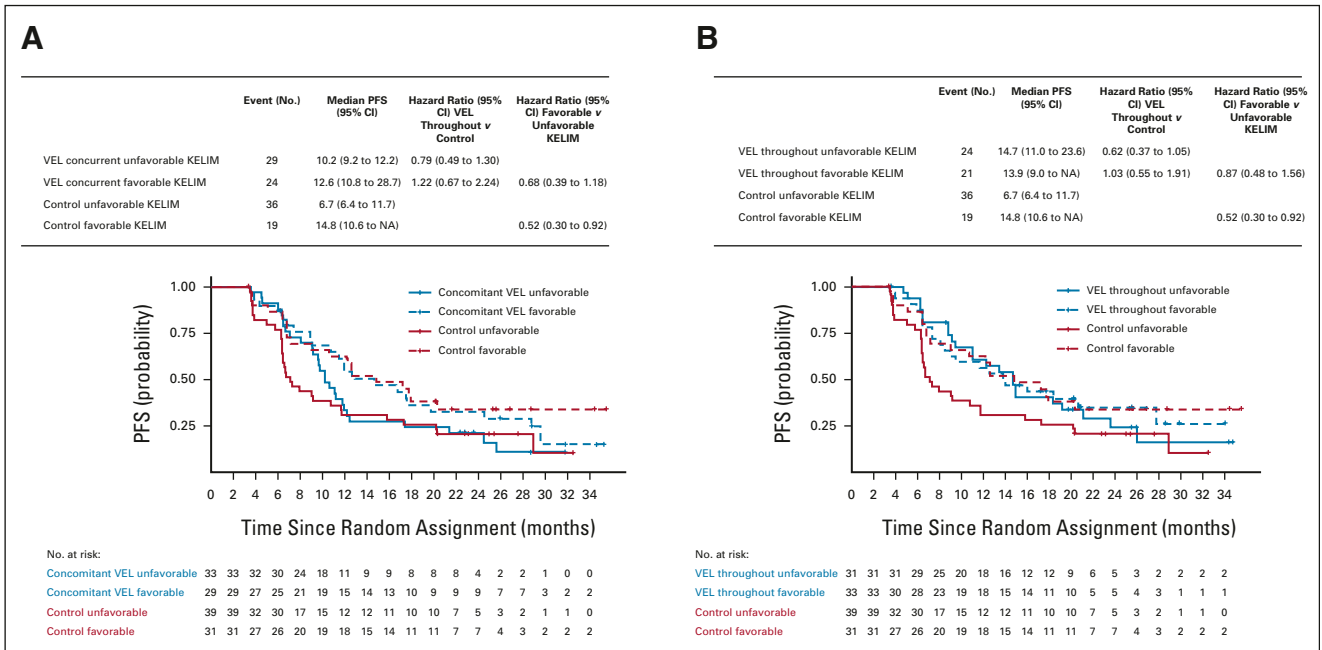 A
Event (No.) Median PFS (95% CI) Hazard Ratio (95% CI) VEL Throughout v Control Hazard Ratio (95% CI) Favorable v Unfavorable KELIM
VEL concurrent unfavorable KELIM 29 10.2 (9.2 to 12.2) 0.79 (0.49 to 1.30)
VEL concurrent favorable KELIM 24 12.6 (10.8 to 28.7) 1.22 (0.67 to 2.24) 0.68 (0.39 to 1.18)
Control unfavorable KELIM 36 6.7 (6.4 to 11.7)
Control favorable KELIM 19 14.8 (10.6 to NA) 0.52 (0.30 to 0.92)
PFS (probability)
1.00
0.75
0.50
0.25
Concomitant VEL unfavorable
Concomitant VEL favorable
Control unfavorable
Control favorable
0 2 4 6 8 10 12 14 16 18 20 22 24 26 28 30 32 34
Time Since Random Assignment (months)
No. at risk:
Concomitant VEL unfavorable 33 33 32 30 24 18 11 9 9 8 8 8 4 2 2 1 0 0
Concomitant VEL favorable 29 29 27 25 21 19 15 14 13 10 9 9 9 7 7 3 2 2
Control unfavorable 39 39 32 30 17 15 12 12 11 10 10 7 5 3 2 1 1 0
Control favorable 31 31 27 26 20 19 18 15 14 11 11 7 7 4 3 2 2 2
B
Event (No.) Median PFS (95% CI) Hazard Ratio (95% CI) VEL Throughout v Control Hazard Ratio (95% CI) Favorable v Unfavorable KELIM
VEL throughout unfavorable KELIM 24 14.7 (11.0 to 23.6) 0.62 (0.37 to 1.05)
VEL throughout favorable KELIM 21 13.9 (9.0 to NA) 1.03 (0.55 to 1.91) 0.87 (0.48 to 1.56)
Control unfavorable KELIM 36 6.7 (6.4 to 11.7)
Control favorable KELIM 19 14.8 (10.6 to NA) 0.52 (0.30 to 0.92)
PFS (probability)
1.00
0.75
0.50
0.25
VEL throughout unfavorable
VEL throughout favorable
Control unfavorable
Control favorable
0 2 4 6 8 10 12 14 16 18 20 22 24 26 28 30 32 34
Time Since Random Assignment (months)
No. at risk:
VEL throughout unfavorable 31 31 31 29 25 20 18 16 12 12 9 6 5 3 2 2 2 2
VEL throughout favorable 33 33 30 28 23 19 18 15 14 11 10 5 5 4 3 1 1 1
Control unfavorable 39 39 32 30 17 15 12 12 11 10 10 7 5 3 2 1 1 0
Control favorable 31 31 27 26 20 19 18 15 14 11 11 7 7 4 3 2 2 2